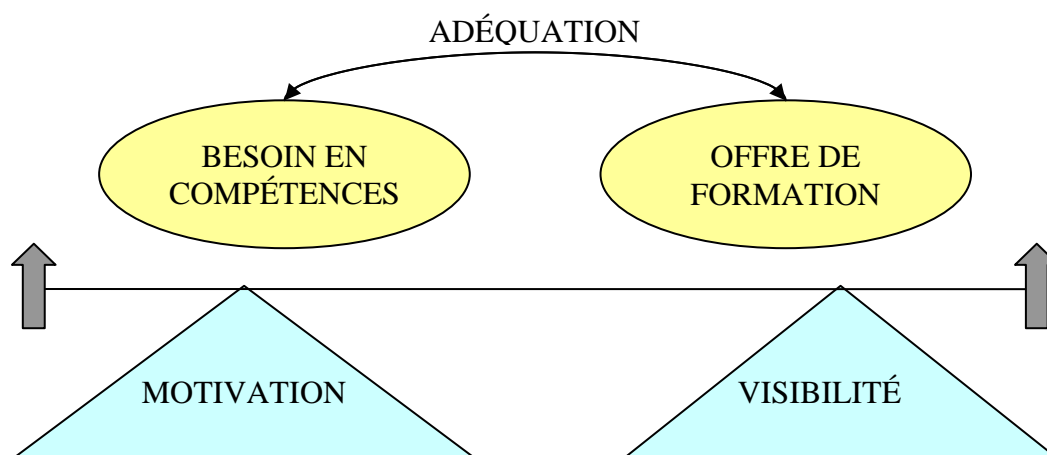 ADÉQUATION
BESOIN EN
COMPÉTENCES
OFFRE DE
FORMATION
MOTIVATION
VISIBILITÉ